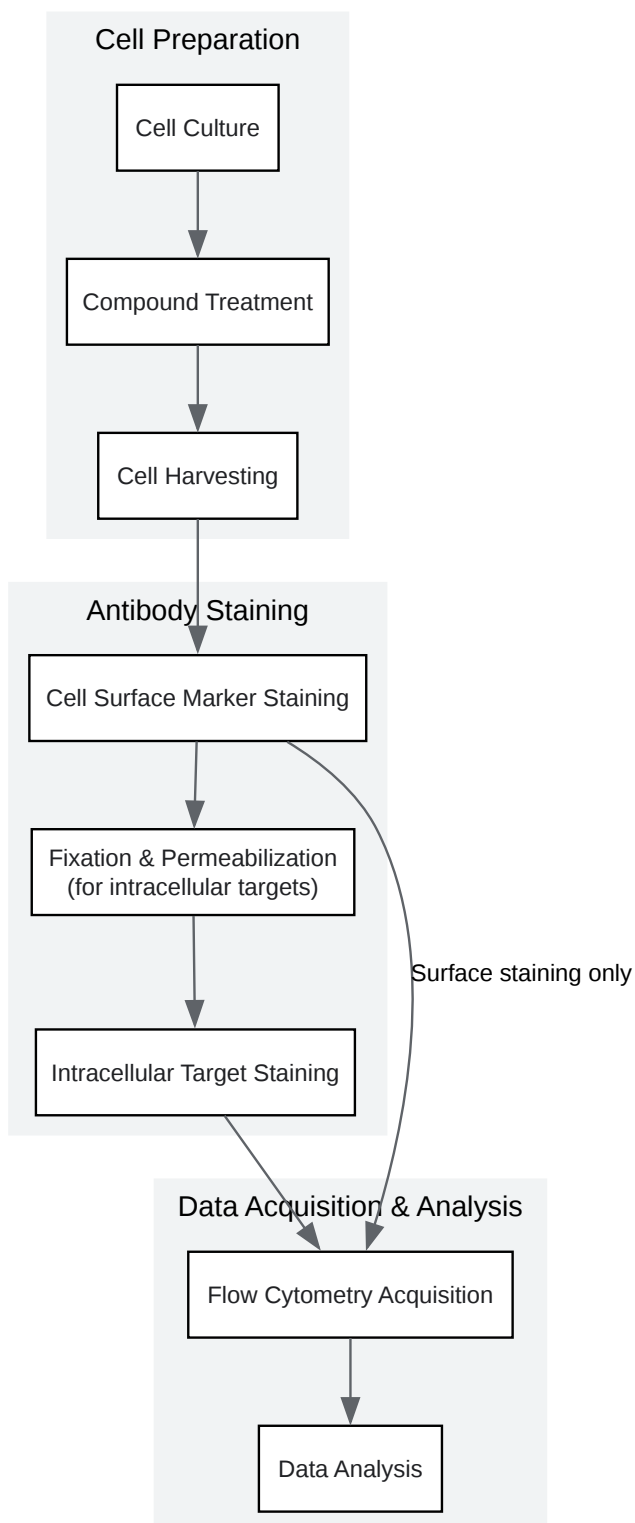 Cell Preparation
Cell Culture
Compound Treatment
Cell Harvesting
Antibody Staining
Cell Surface Marker Staining
Fixation & Permeabilization
(for intracellular targets)
Surface staining only
Intracellular Target Staining
Data Acquisition & Analysis
Flow Cytometry Acquisition
Data Analysis